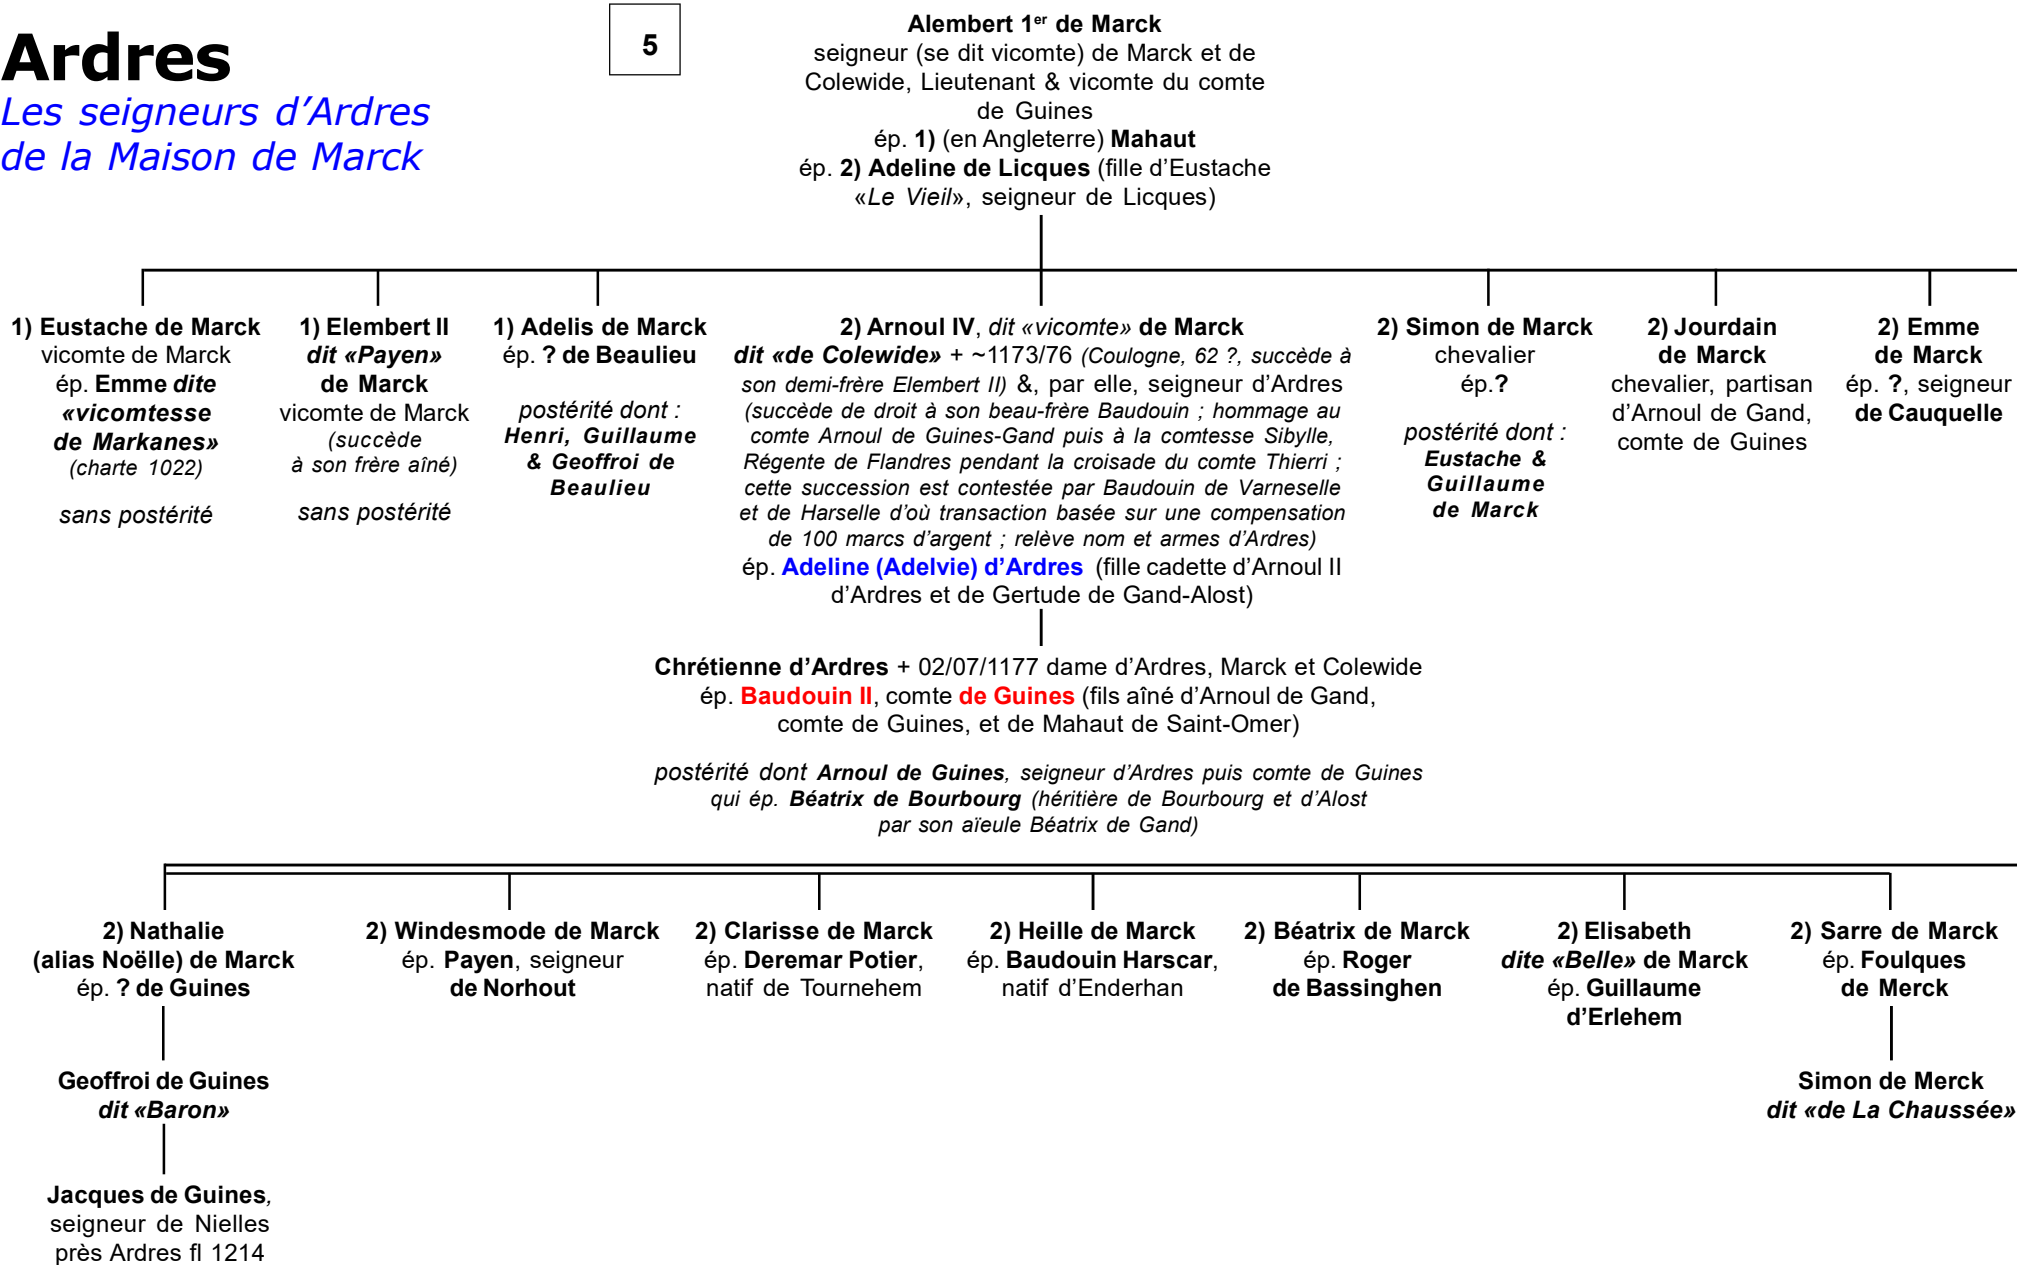 Ardres
Les seigneurs d'Ardres
de la Maison de Marck
5
Alembert 1er de Marck
seigneur (se dit vicomte) de Marck et de
Colewide, Lieutenant & vicomte du comte
de Guines
ép. 1) (en Angleterre) Mahaut
ép. 2) Adeline de Licques (fille d'Eustache
«Le Vieil», seigneur de Licques)
1) Eustache de Marck
vicomte de Marck
ép. Emme dite
«vicomtesse
de Markanes»
(charte 1022)
sans postérité
1) Elembert II
dit «Payen»
de Marck
vicomte de Marck
(succède
à son frère aîné)
sans postérité
1) Adelis de Marck
ép. ? de Beaulieu
postérité dont :
Henri, Guillaume
& Geoffroi de
Beaulieu
2) Arnoul IV, dit «vicomte» de Marck
dit «de Colewide» + ~1173/76 (Coulogne, 62 ?, succède à
son demi-frère Elembert II) &, par elle, seigneur d'Ardres
(succède de droit à son beau-frère Baudouin ; hommage au
comte Arnoul de Guines-Gand puis à la comtesse Sibylle,
Régente de Flandres pendant la croisade du comte Thierri ;
cette succession est contestée par Baudouin de Varneselle
et de Harselle d'où transaction basée sur une compensation
de 100 marcs d'argent ; relève nom et armes d'Ardres)
ép. Adeline (Adelvie) d'Ardres (fille cadette d'Arnoul II
d'Ardres et de Gertude de Gand-Alost)
2) Simon de Marck
chevalier
ép.?
postérité dont :
Eustache &
Guillaume
de Marck
2) Jourdain
de Marck
chevalier, partisan
d'Arnoul de Gand,
comte de Guines
2) Emme
de Marck
ép. ?, seigneur
de Cauquelle
Chrétienne d'Ardres + 02/07/1177 dame d'Ardres, Marck et Colewide
ép. Baudouin II, comte de Guines (fils aîné d'Arnoul de Gand,
comte de Guines, et de Mahaut de Saint-Omer)
postérité dont Arnoul de Guines, seigneur d'Ardres puis comte de Guines
qui ép. Béatrix de Bourbourg (héritière de Bourbourg et d'Alost
par son aïeule Béatrix de Gand)
2) Nathalie
(alias Noëlle) de Marck
ép. ? de Guines
2) Windesmode de Marck
ép. Payen, seigneur
de Norhout
2) Clarisse de Marck
ép. Deremar Potier,
natif de Tournehem
2) Heille de Marck
ép. Baudouin Harscar,
natif d'Enderhan
2) Béatrix de Marck
ép. Roger
de Bassinghen
2) Elisabeth
dite «Belle» de Marck
ép. Guillaume
d'Erlehem
2) Sarre de Marck
ép. Foulques
de Merck
Geoffroi de Guines
dit «Baron»
Simon de Merck
dit «de La Chaussée»
Jacques de Guines,
seigneur de Nielles
près Ardres fl 1214